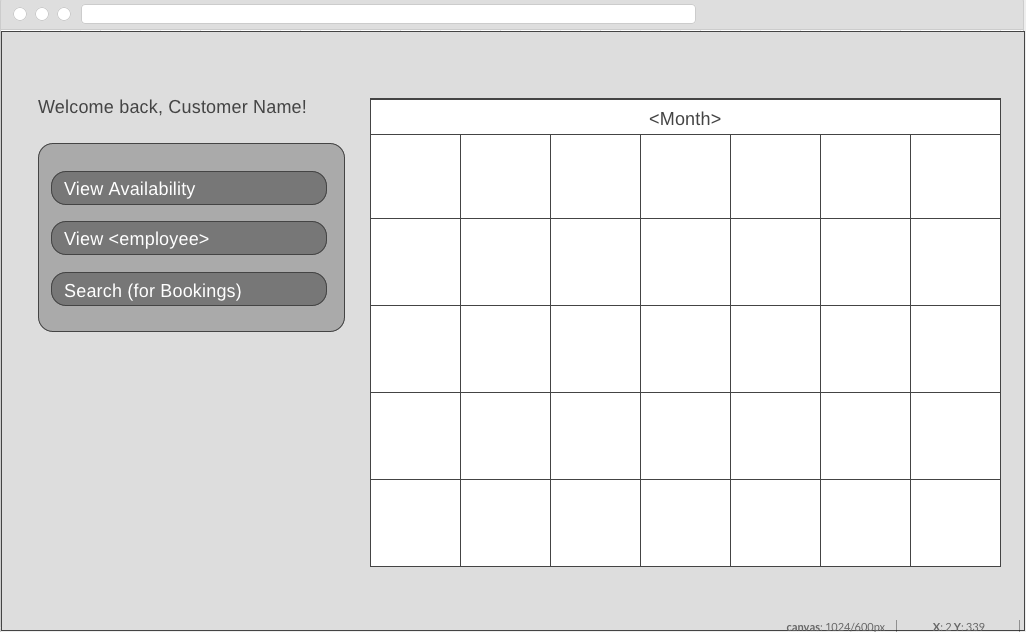 Welcome back, Customer Name!
<Month>
View Availability
View <employee>
Search (for Bookings)
canvas: 1024/600px
X: 2 Y: 339